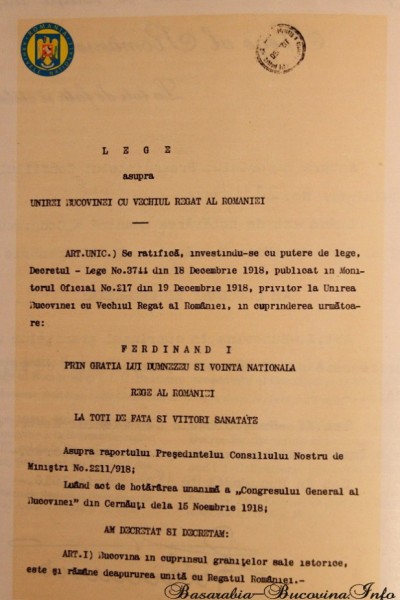 L E G E
asupra
UNIREI BUCOVINEI CU VECHIUL REGAT AL ROMANIEI
ART.UNIC.) Se ratifică, investindu-se cu putere de lege,
Decretul - Lege No.3744 din 18 Decembrie 1918, publicat in Moni-
torul Oficial No.217 din 19 Decembrie 1918, privitor la Unirea
Bucovinei cu Vechiul Regat al României, in cuprinderea următoa-
re:
F E R D I N A N D I
PRIN GRATIA LUI DUMNEZEU SI VOINTA NATIONALA
REGE AL ROMANIEI
LA TOTI DE FATA SI VIITORI SANATATE
Asupra raportului Preşedintelui Consiliului Nostru de
Miniştri No.2211/918;
Luând act de hotărârea unanimă a „Congresului General al
Bucovinei" din Cernăuţi dela 15 Noembrie 1918;
AM DECRETAT SI DECRETAM:
ART.I) Bucovina in cuprinsul graniţelor sale istorice,
este şi rămâne deapururea unită cu Regatul României.-
Basarabia-Bucovina.Info